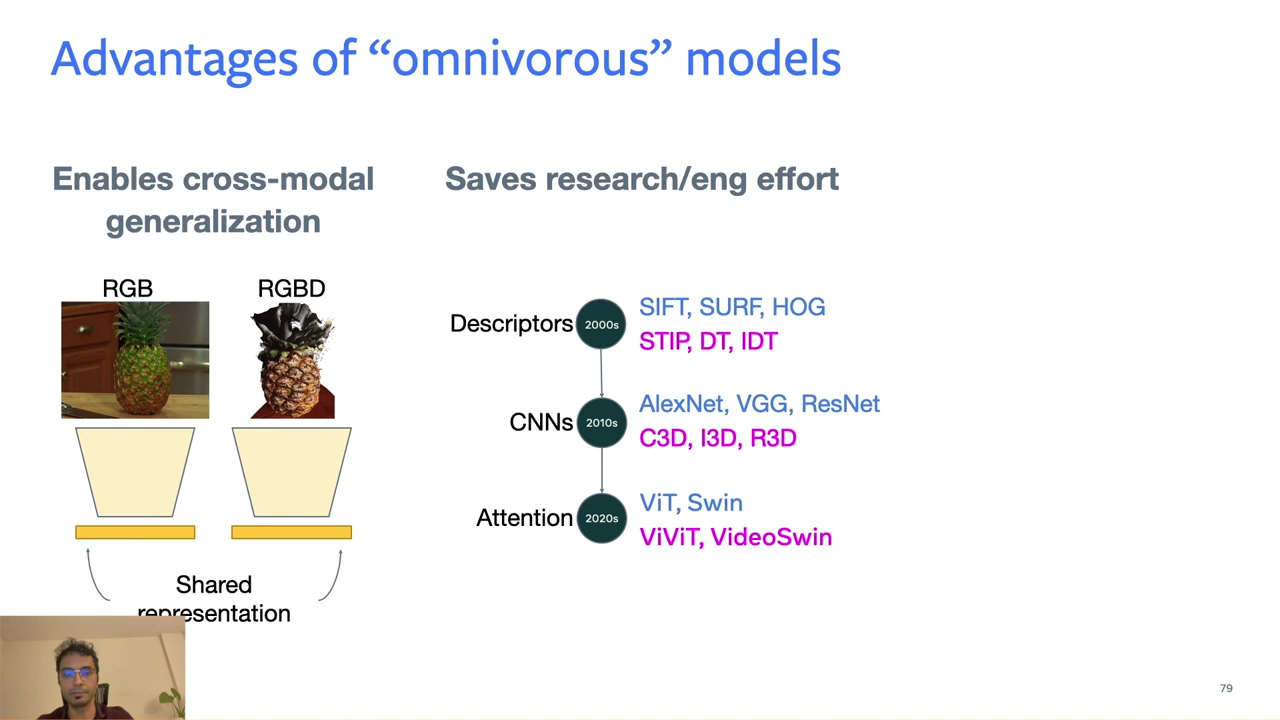 Advantages of “omnivorous” models
Enables cross-modal
generalization
RGB
RGBD
Shared
representation
Saves research/eng effort
Descriptors
2000s
SIFT, SURF, HOG
STIP, DT, IDT
CNNs
2010s
AlexNet, VGG, ResNet
C3D, I3D, R3D
Attention
2020s
ViT, Swin
ViViT, VideoSwin
79